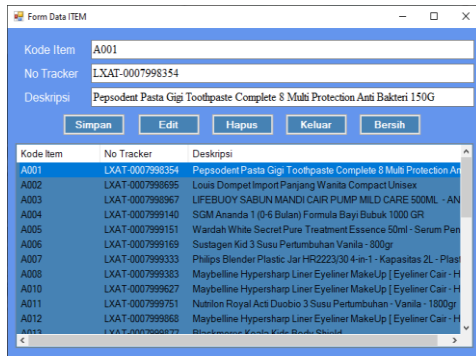 Form Data ITEM
Kode Item A001
No Tracker LXAT-0007998354
Deskripsi Pepsodent Pasta Gigi Toothpaste Complete 8 Multi Protection Anti Bakteri 150G
Simpan Edit Hapus Keluar Bersih
Kode Item No Tracker Deskripsi
A001 LXAT-0007998354 Pepsodent Pasta Gigi Toothpaste Complete 8 Multi Protection An
A002 LXAT-0007998695 Louis Dompet Import Panjang Wanita Compact Unisex
A003 LXAT-0007998967 LIFEBUOY SABUN MANDI CAIR PUMP MILD CARE 500ML - AN
A004 LXAT-0007999140 SGM Ananda 1 (0-6 Bulan) Formula Bayi Bubuk 1000 GR
A005 LXAT-0007999151 Wardah White Secret Pure Treatment Essence 50ml - Serum Pen
A006 LXAT-0007999169 Sustagen Kid 3 Susu Pertumbuhan Vanila - 800gr
A007 LXAT-0007999333 Philips Blender Plastic Jar HR2223/30 4-in-1 - Kapasitas 2L - Plast
A008 LXAT-0007999383 Maybelline Hypersharp Liner Eyeliner MakeUp [ Eyeliner Cair - H
A010 LXAT-0007999627 Maybelline Hypersharp Liner Eyeliner MakeUp [ Eyeliner Cair - H
A011 LXAT-0007999751 Nutrilon Royal Acti Duobio 3 Susu Pertumbuhan - Vanila - 1800gr
A012 LXAT-0007999868 Maybelline Hypersharp Liner Eyeliner MakeUp [ Eyeliner Cair - H
A013 LXAT-0007999877 Blackmores Koala Kids Body Shield